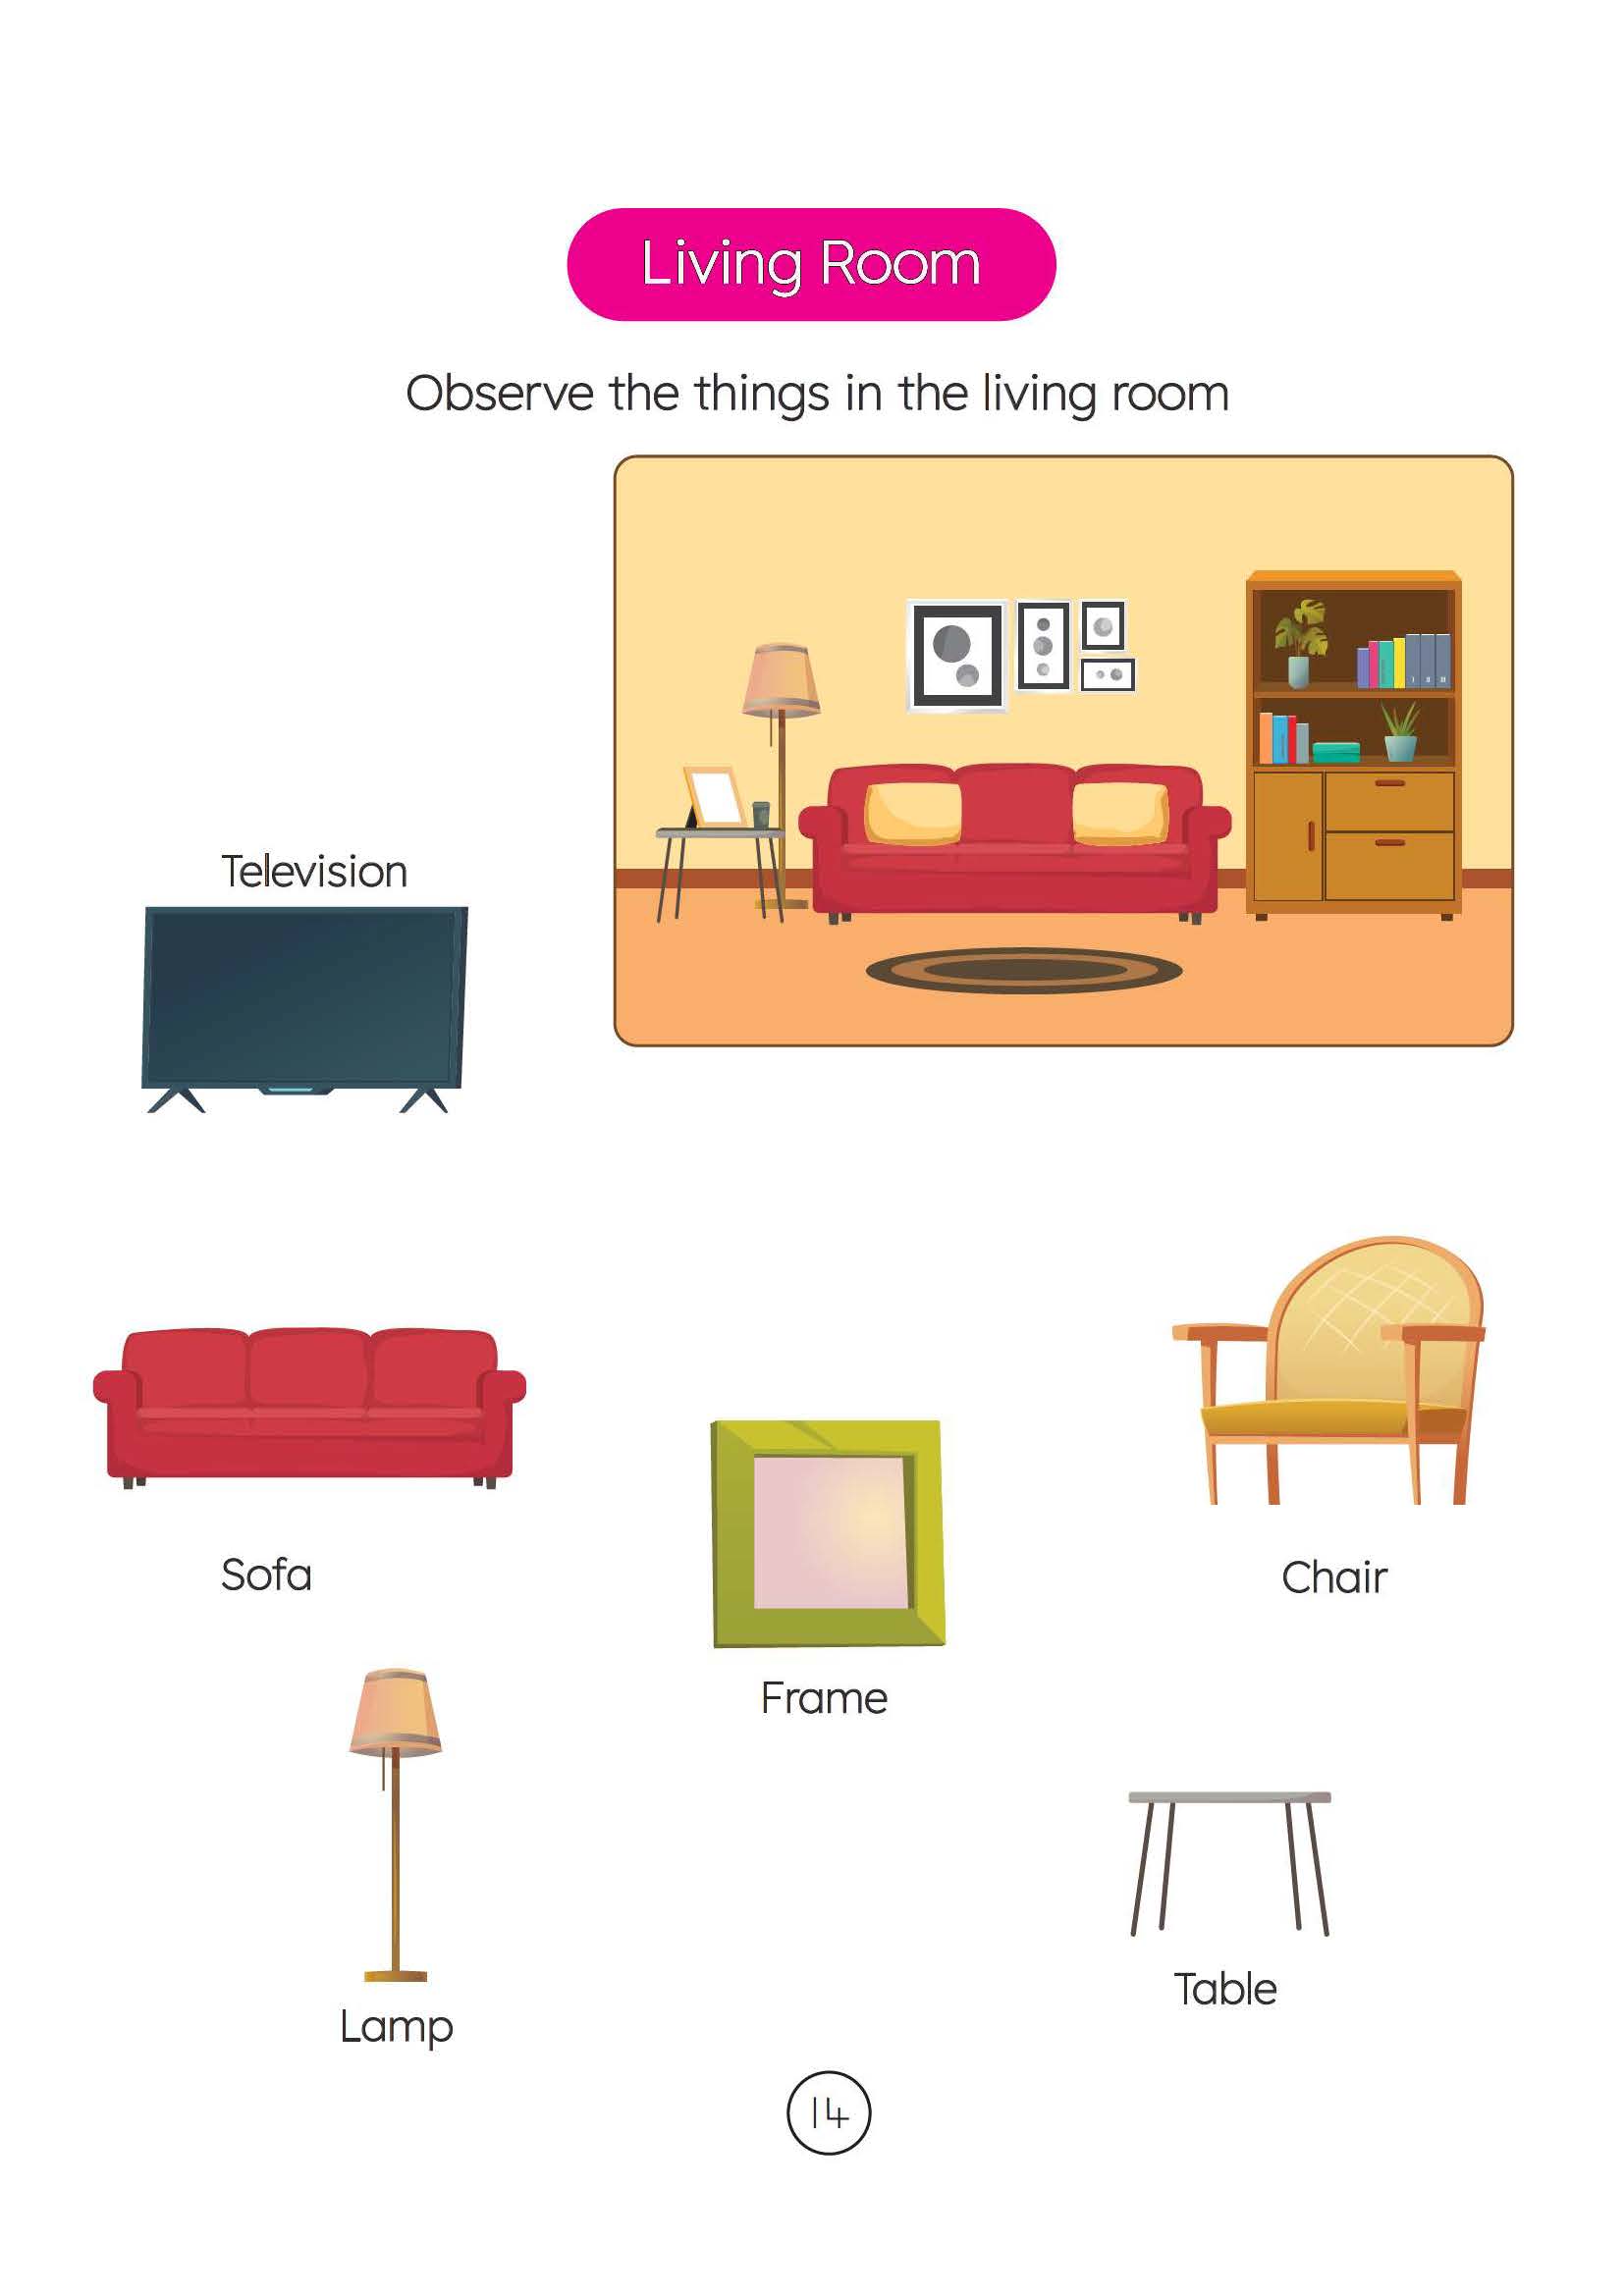 Living Room
Observe the things in the living room
Television
Sofa
Chair
Frame
Lamp
Table
14